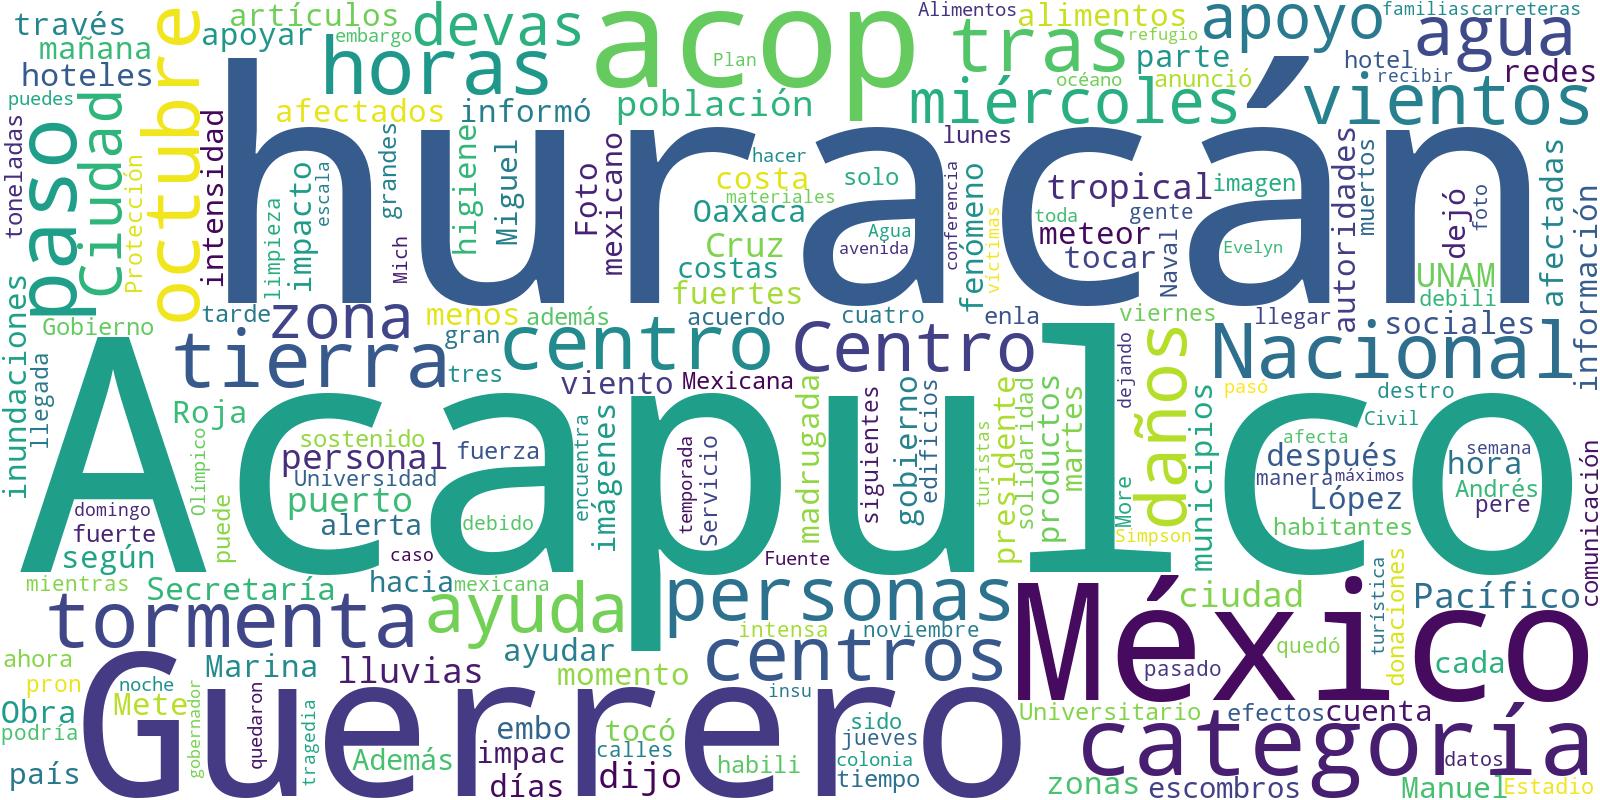 huracán
Acapulco
Guerrero
México
acop
categoría
tormenta
octubre
paso
tierra
centro
Centro
Nacional
personas
centros
ayuda
daños
horas
tras
miércoles
vientos
apoyo
agua
devas
Ciudad
zona
través
mañana
hoteles
puedes
toneladas
artículos
apoyar
embargo
afectados
informó
población
Plan
Alimentos
alimentos
refugio
parte
océano
anunció
familias
carreteras
hotel
recibir
redes
lunes
Protección
intensidad
limpieza
impacto
escala
grandes
Mich
higiene
Miguel
Foto
mexicano
hacer
costa
materiales
Oaxaca
Cruz
costas
fuertes
solo
Agua
avenida
conferencia
fenómeno
víctimas
tropical
toda
gente
meteor
tocar
Naval
imagen
Evelyn
autoridades
muertos
dejó
foto
UNAM
debili
afectadas
información
inundaciones
Gobierno
llegada
tarde
menos
además
gran
acuerdo
cuatro
enla
viernes
llegar
sociales
tres
viento
Mexicana
Roja
Olímpico
puede
sostenido
personal
Universidad
puerto
alerta
fuerza
debido
caso
encuentra
imágenes
temporada
Servicio
madrugada
siguientes
gobierno
edificios
turistas
presidente
solidaridad
productos
martes
dejando
More
Simpson
municipios
pasó
destro
Civil
afecta
después
manera
máximos
López
habitantes
semana
hora
Andrés
pere
comunicación
domingo
fuerte
según
mientras
Secretaría
hacia
mexicana
Fuente
ciudad
turística
donaciones
Pacífico
intensa
noviembre
ayudar
momento
insu
pasado
quedó
cada
ahora
pron
Obra
podría
país
noche
Mete
Marina
gobernador
quedaron
tragedia
lluvias
Además
embo
impac
días
tocó
calles
dijo
habili
sido
jueves
colonia
tiempo
Universitario
efectos
cuenta
datos
zonas
escombros
Manuel
Estadio